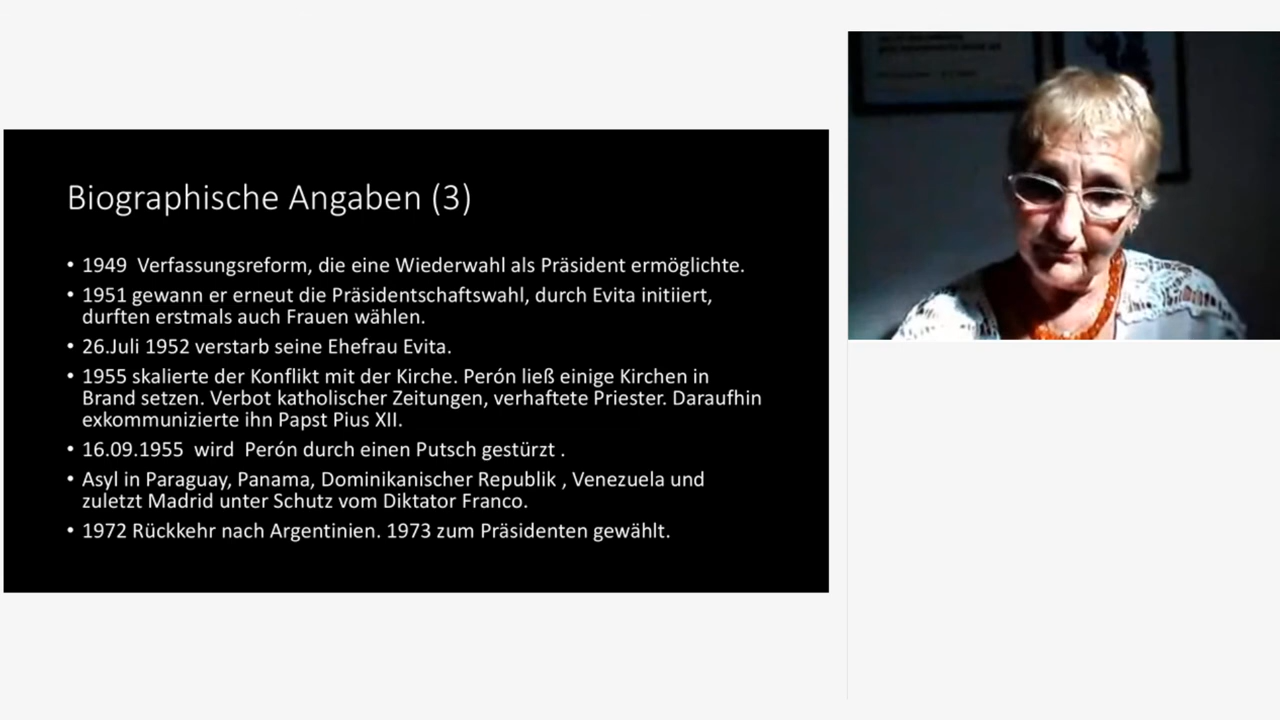 Biographische Angaben (3)
• 1949  Verfassungsreform, die eine Wiederwahl als Präsident ermöglichte.
• 1951 gewann er erneut die Präsidentschaftswahl, durch Evita initiiert,
durften erstmals auch Frauen wählen.
• 26.Juli 1952 verstarb seine Ehefrau Evita.
• 1955 skalierte der Konflikt mit der Kirche. Perón ließ einige Kirchen in
Brand setzen. Verbot katholischer Zeitungen, verhaftete Priester. Daraufhin
exkommunizierte ihn Papst Pius XII.
• 16.09.1955  wird  Perón durch einen Putsch gestürzt .
• Asyl in Paraguay, Panama, Dominikanischer Republik , Venezuela und
zuletzt Madrid unter Schutz vom Diktator Franco.
• 1972 Rückkehr nach Argentinien. 1973 zum Präsidenten gewählt.